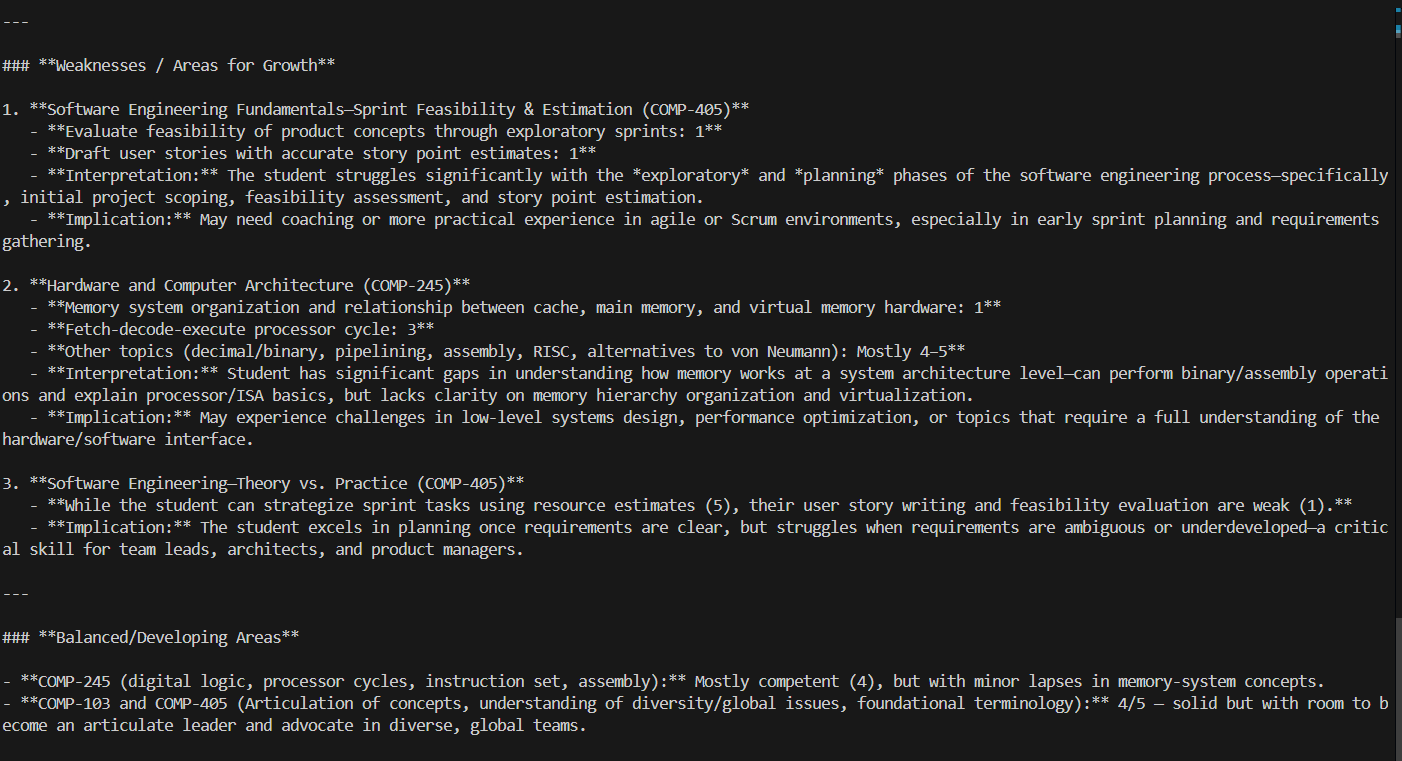 ---
### **Weaknesses / Areas for Growth**
1. **Software Engineering Fundamentals—Sprint Feasibility & Estimation (COMP-405)**
   - **Evaluate feasibility of product concepts through exploratory sprints: 1**
   - **Draft user stories with accurate story point estimates: 1**
   - **Interpretation:** The student struggles significantly with the *exploratory* and *planning* phases of the software engineering process—specifically
, initial project scoping, feasibility assessment, and story point estimation.
   - **Implication:** May need coaching or more practical experience in agile or Scrum environments, especially in early sprint planning and requirements
gathering.
2. **Hardware and Computer Architecture (COMP-245)**
   - **Memory system organization and relationship between cache, main memory, and virtual memory hardware: 1**
   - **Fetch-decode-execute processor cycle: 3**
   - **Other topics (decimal/binary, pipelining, assembly, RISC, alternatives to von Neumann): Mostly 4–5**
   - **Interpretation:** Student has significant gaps in understanding how memory works at a system architecture level—can perform binary/assembly operati
ons and explain processor/ISA basics, but lacks clarity on memory hierarchy organization and virtualization.
   - **Implication:** May experience challenges in low-level systems design, performance optimization, or topics that require a full understanding of the
hardware/software interface.
3. **Software Engineering—Theory vs. Practice (COMP-405)**
   - **While the student can strategize sprint tasks using resource estimates (5), their user story writing and feasibility evaluation are weak (1).**
   - **Implication:** The student excels in planning once requirements are clear, but struggles when requirements are ambiguous or underdeveloped—a critic
al skill for team leads, architects, and product managers.
---
### **Balanced/Developing Areas**
- **COMP-245 (digital logic, processor cycles, instruction set, assembly):** Mostly competent (4), but with minor lapses in memory-system concepts.
- **COMP-103 and COMP-405 (Articulation of concepts, understanding of diversity/global issues, foundational terminology):** 4/5 – solid but with room to b
ecome an articulate leader and advocate in diverse, global teams.